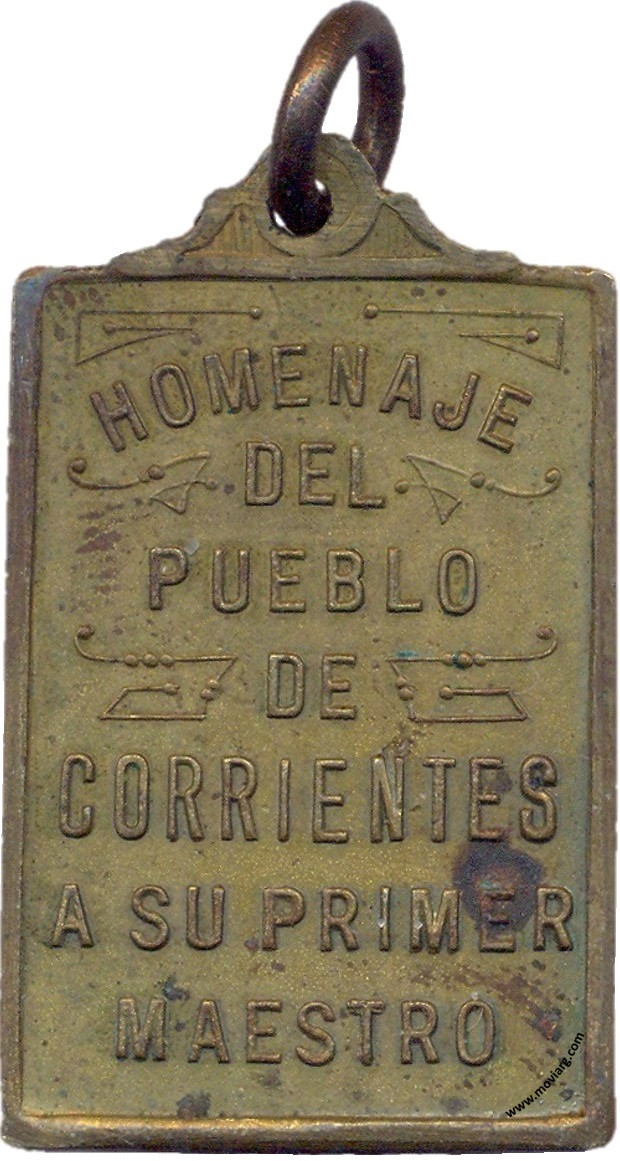 HOMENAJE
DEL
PUEBLO
DE
CORRIENTES
A SU PRIMER
MAESTRO
www.moviarg.com